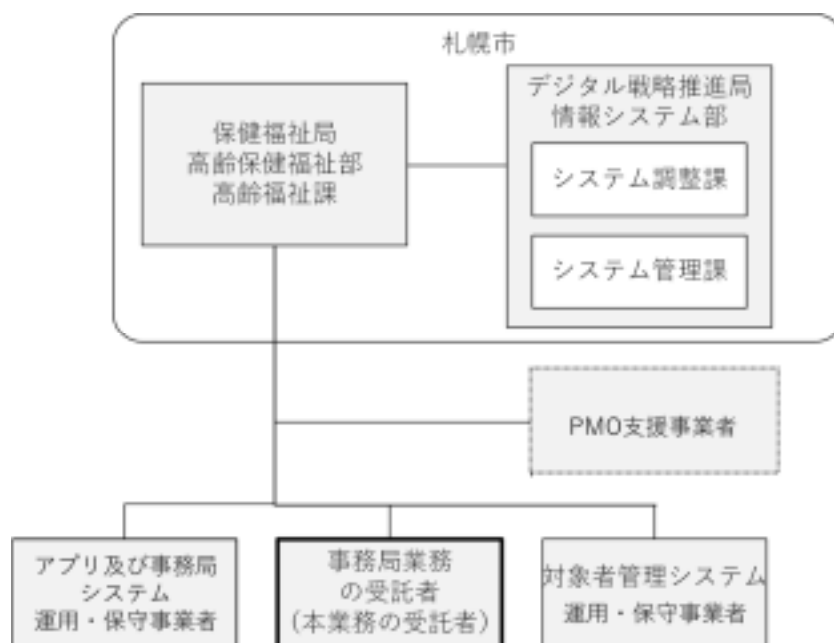 札幌市
保健福祉局
高齢保健福祉部
高齢福祉課
デジタル戦略推進局
情報システム部
システム調整課
システム管理課
PMO支援事業者
アプリ及び事務局
システム
運用・保守事業者
事務局業務
の受託者
（本業務の受託者）
対象者管理システム
運用・保守事業者